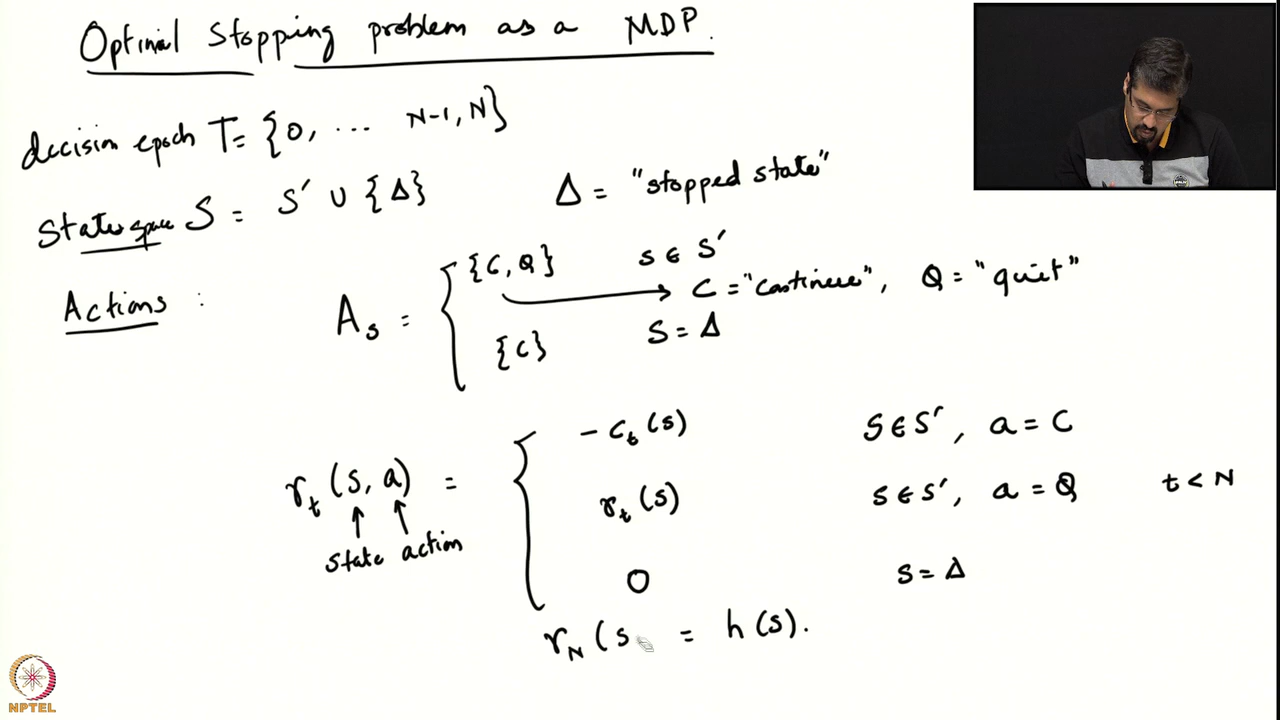 Optimal Stopping problem as a MDP.
decision epoch T = {0, ... N-1, N}
State space S = S' ∪ {Δ} Δ = "stopped state"
Actions : A_s = { {C, Q} s ∈ S'
C = "continue", Q = "quiet"
{C} S = Δ
r_t (s, a) = { - c_t (s) S ∈ S', a = C
r_t (s) s ∈ S', a = Q t < N
state action
0 s = Δ
r_N (s = h (s).
NPTEL